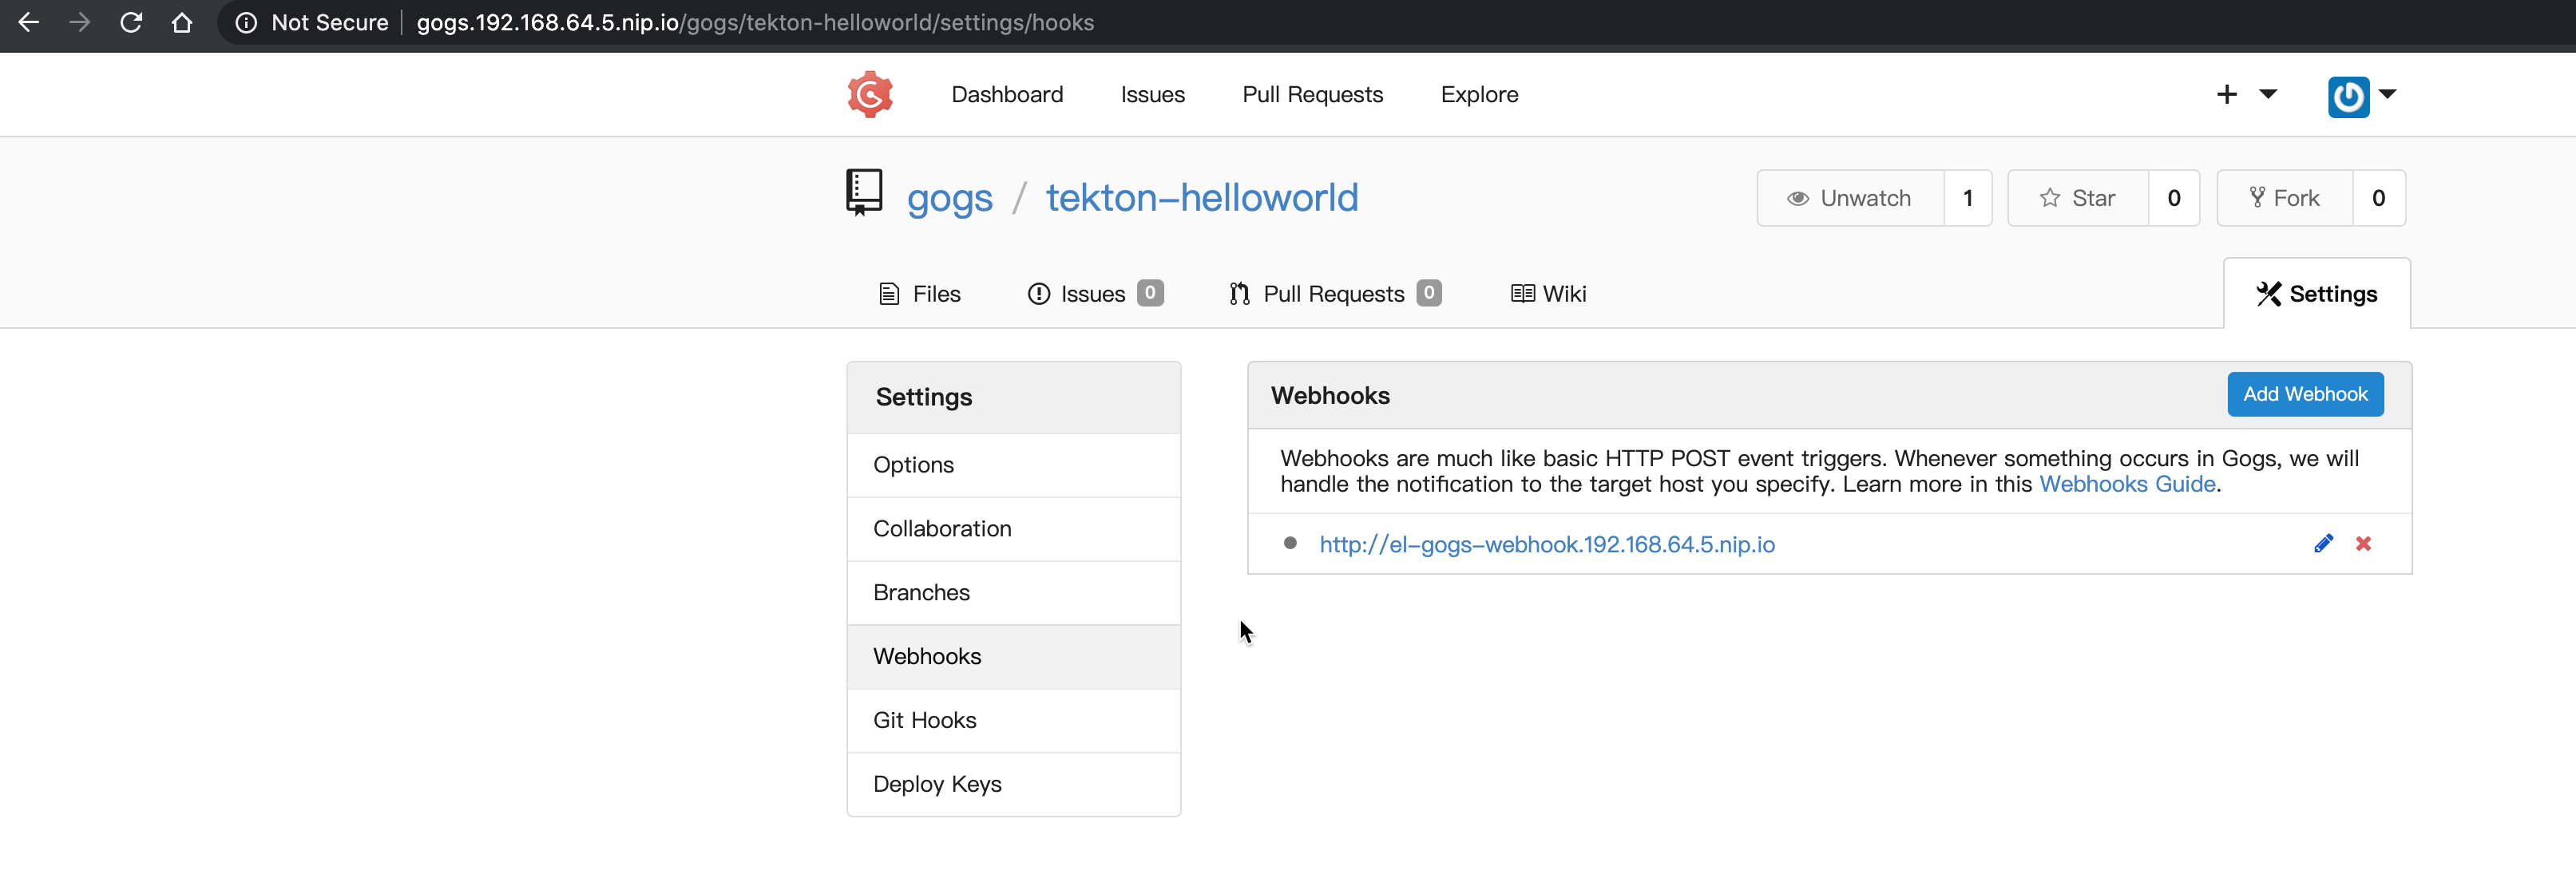 Not Secure | gogs.192.168.64.5.nip.io/gogs/tekton-helloworld/settings/hooks
Dashboard Issues Pull Requests Explore
gogs / tekton-helloworld
Unwatch 1 Star 0 Fork 0
Files Issues 0 Pull Requests 0 Wiki Settings
Settings
Options
Collaboration
Branches
Webhooks
Git Hooks
Deploy Keys
Webhooks Add Webhook
Webhooks are much like basic HTTP POST event triggers. Whenever something occurs in Gogs, we will
handle the notification to the target host you specify. Learn more in this Webhooks Guide.
http://el-gogs-webhook.192.168.64.5.nip.io